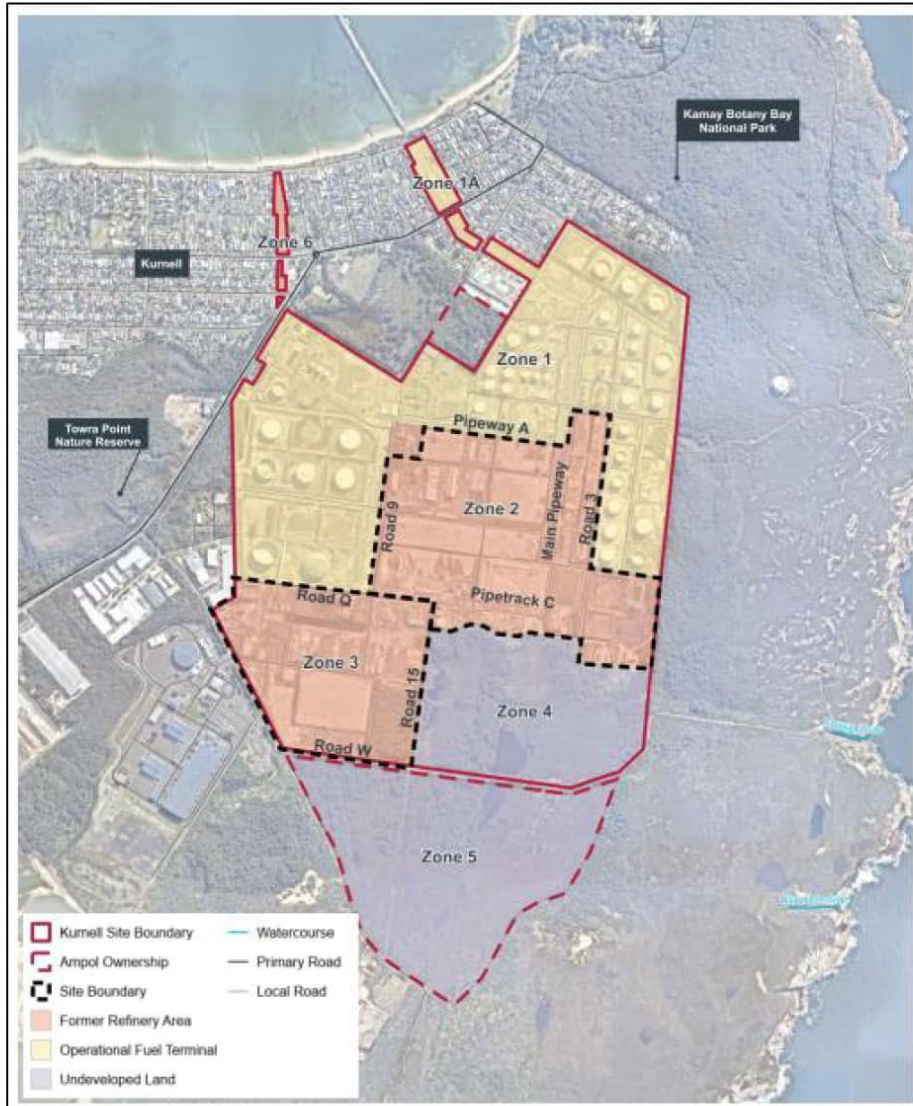 Kamay Botany Bay
National Park
Zone 1A
Zone 6
Kurnell
Zone 1
Pipeway A
Towra Point
Nature Reserve
Road 9
Zone 2
Main Pipeway
Road 3
Road Q
Pipetrack C
Zone 3
Road 15
Zone 4
Road W
Zone 5
Kurnell Site Boundary
Ampol Ownership
Site Boundary
Former Refinery Area
Operational Fuel Terminal
Undeveloped Land
Watercourse
Primary Road
Local Road